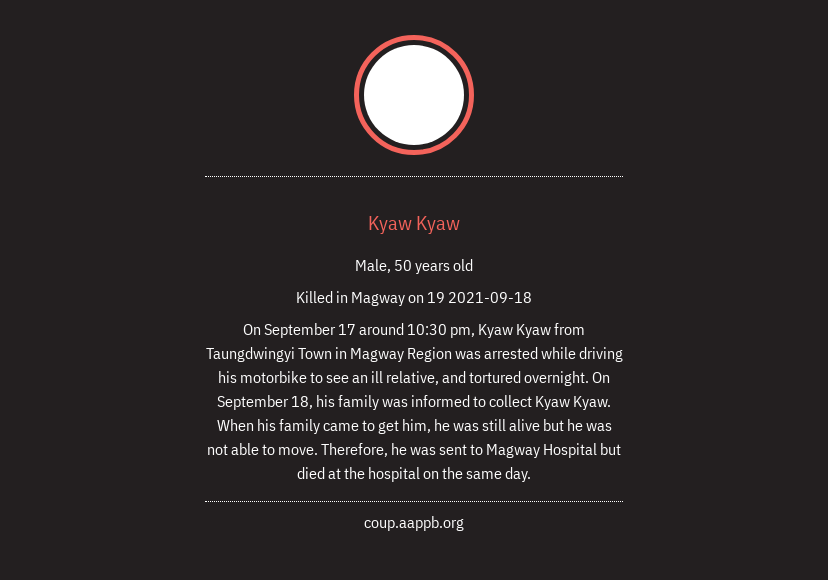 Kyaw Kyaw
Male, 50 years old
Killed in Magway on 19 2021-09-18
On September 17 around 10:30 pm, Kyaw Kyaw from
Taungdwingyi Town in Magway Region was arrested while driving
his motorbike to see an ill relative, and tortured overnight. On
September 18, his family was informed to collect Kyaw Kyaw.
When his family came to get him, he was still alive but he was
not able to move. Therefore, he was sent to Magway Hospital but
died at the hospital on the same day.
coup.aappb.org